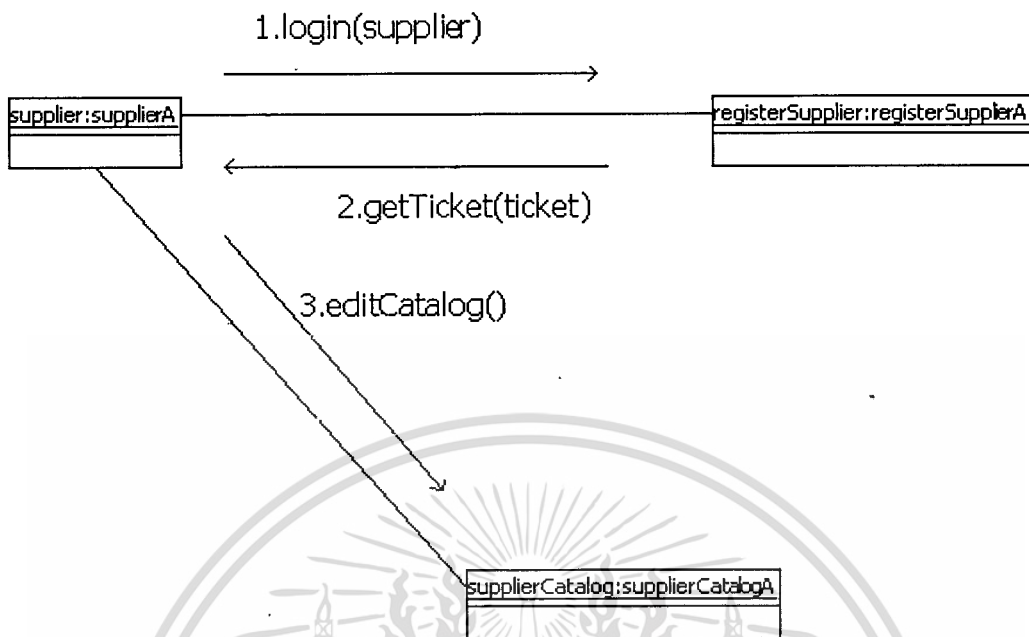 1.login(supplier)
supplier:supplierA
registerSupplier:registerSupplierA
2.getTicket(ticket)
3.editCatalog()
supplierCatalog:supplierCatalogA